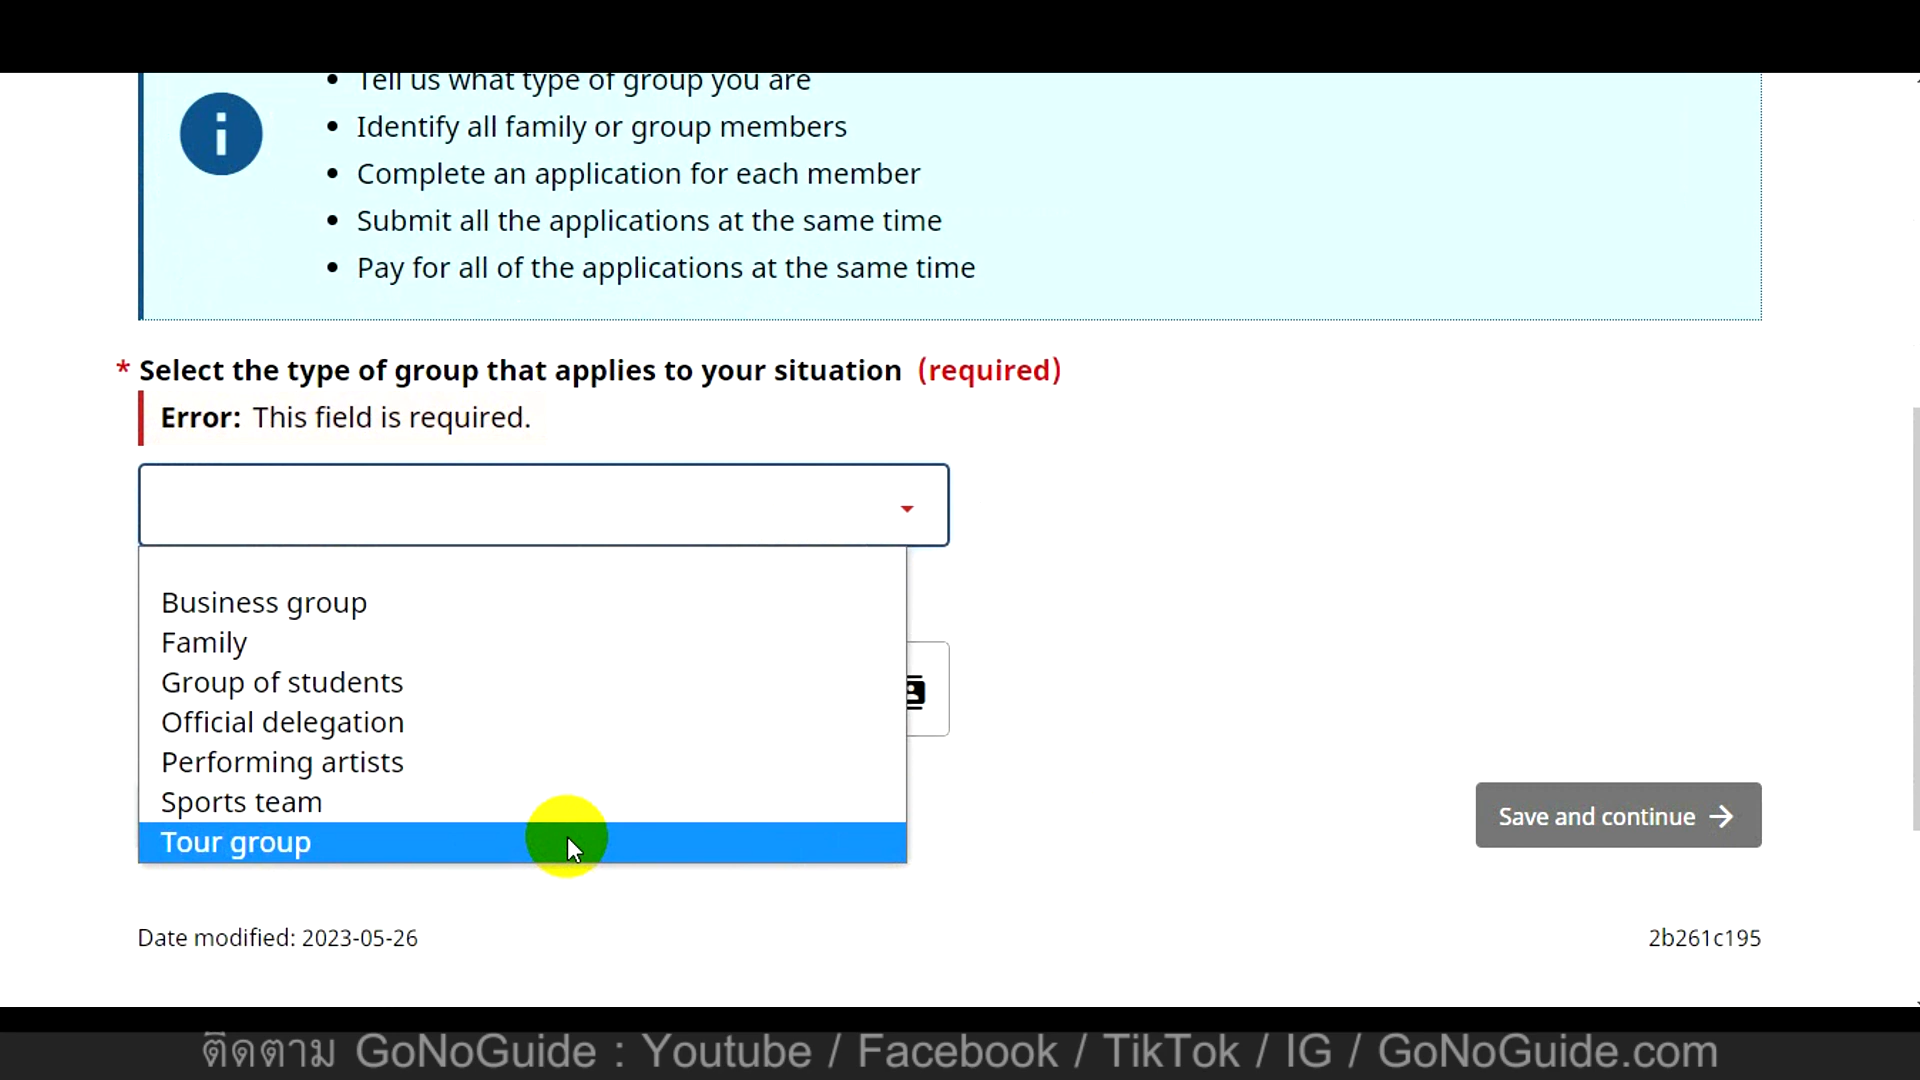 Tell us what type of group you are
Identify all family or group members
Complete an application for each member
Submit all the applications at the same time
Pay for all of the applications at the same time
* Select the type of group that applies to your situation (required)
Error: This field is required.
Business group
Family
Group of students
Official delegation
Performing artists
Sports team
Tour group
Save and continue
Date modified: 2023-05-26
2b261c195
ติดตาม GoNoGuide : Youtube / Facebook / TikTok / IG / GoNoGuide.com